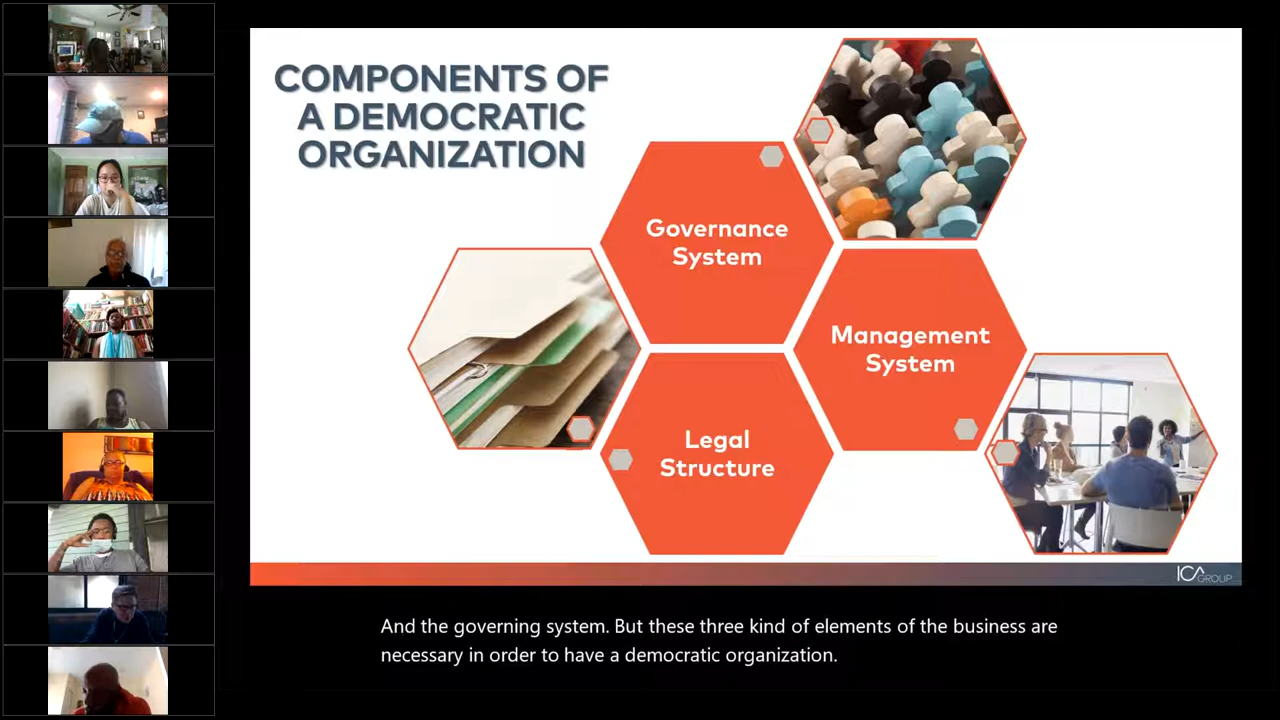 COMPONENTS OF
A DEMOCRATIC
ORGANIZATION
Governance
System
Management
System
Legal
Structure
ICA
GROUP
And the governing system. But these three kind of elements of the business are
necessary in order to have a democratic organization.